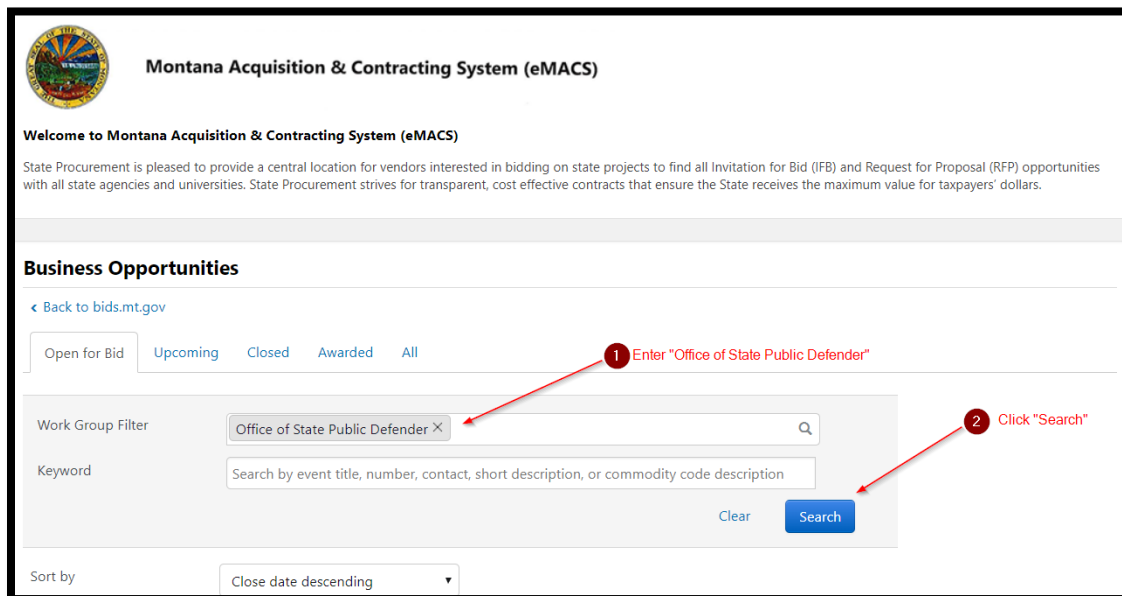 Montana Acquisition & Contracting System (eMACS)
Welcome to Montana Acquisition & Contracting System (eMACS)
State Procurement is pleased to provide a central location for vendors interested in bidding on state projects to find all Invitation for Bid (IFB) and Request for Proposal (RFP) opportunities
with all state agencies and universities. State Procurement strives for transparent, cost effective contracts that ensure the State receives the maximum value for taxpayers' dollars.
Business Opportunities
Back to bids.mt.gov
Open for Bid Upcoming Closed Awarded All
1 Enter "Office of State Public Defender"
Work Group Filter Office of State Public Defender ×
2 Click "Search"
Keyword Search by event title, number, contact, short description, or commodity code description
Clear Search
Sort by Close date descending